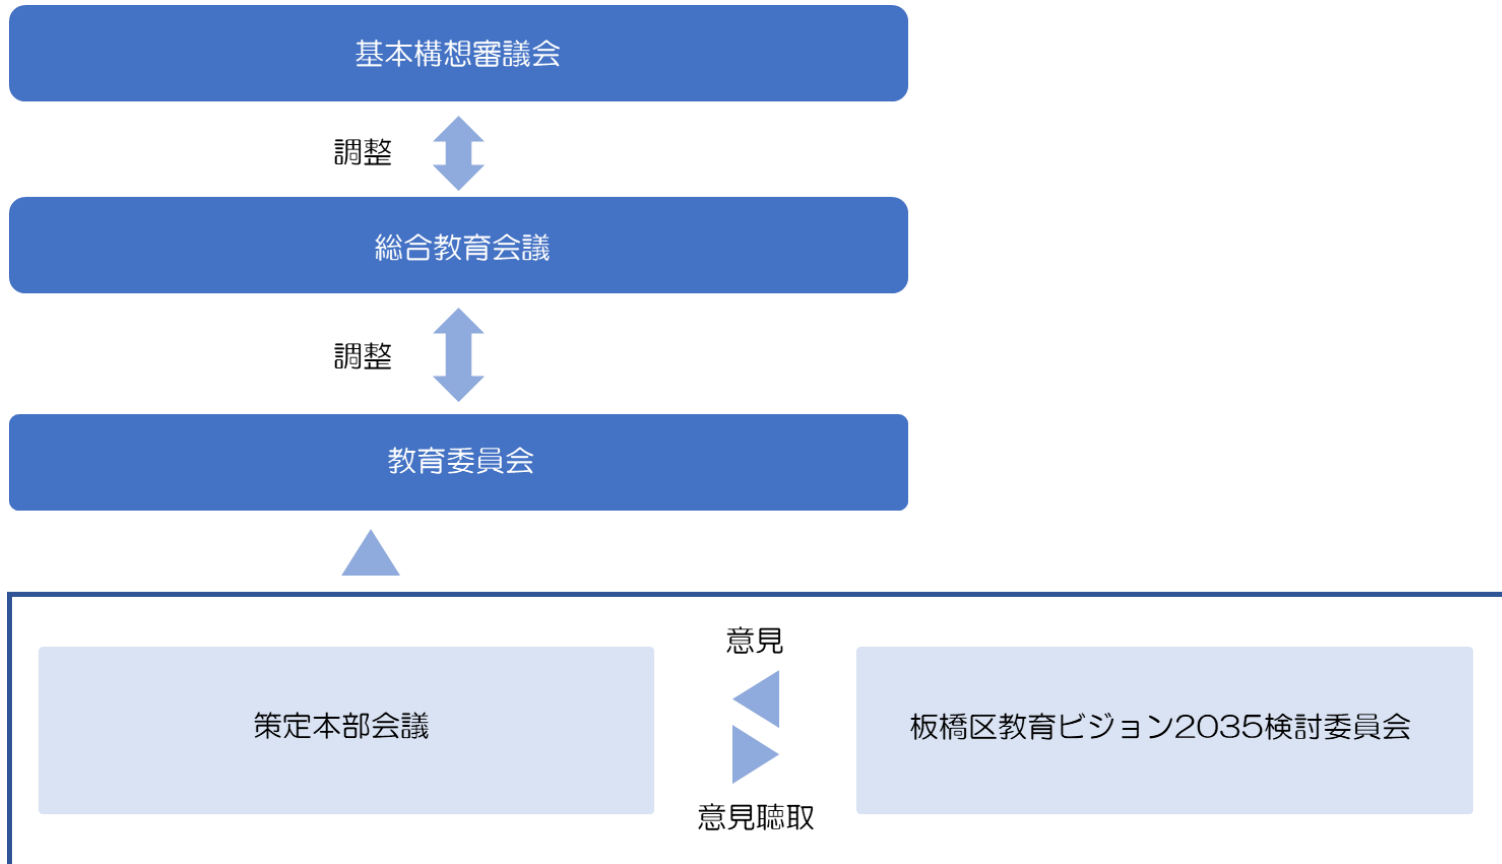 基本構想審議会
調整
総合教育会議
調整
教育委員会
意見
策定本部会議
板橋区教育ビジョン2035検討委員会
意見聴取